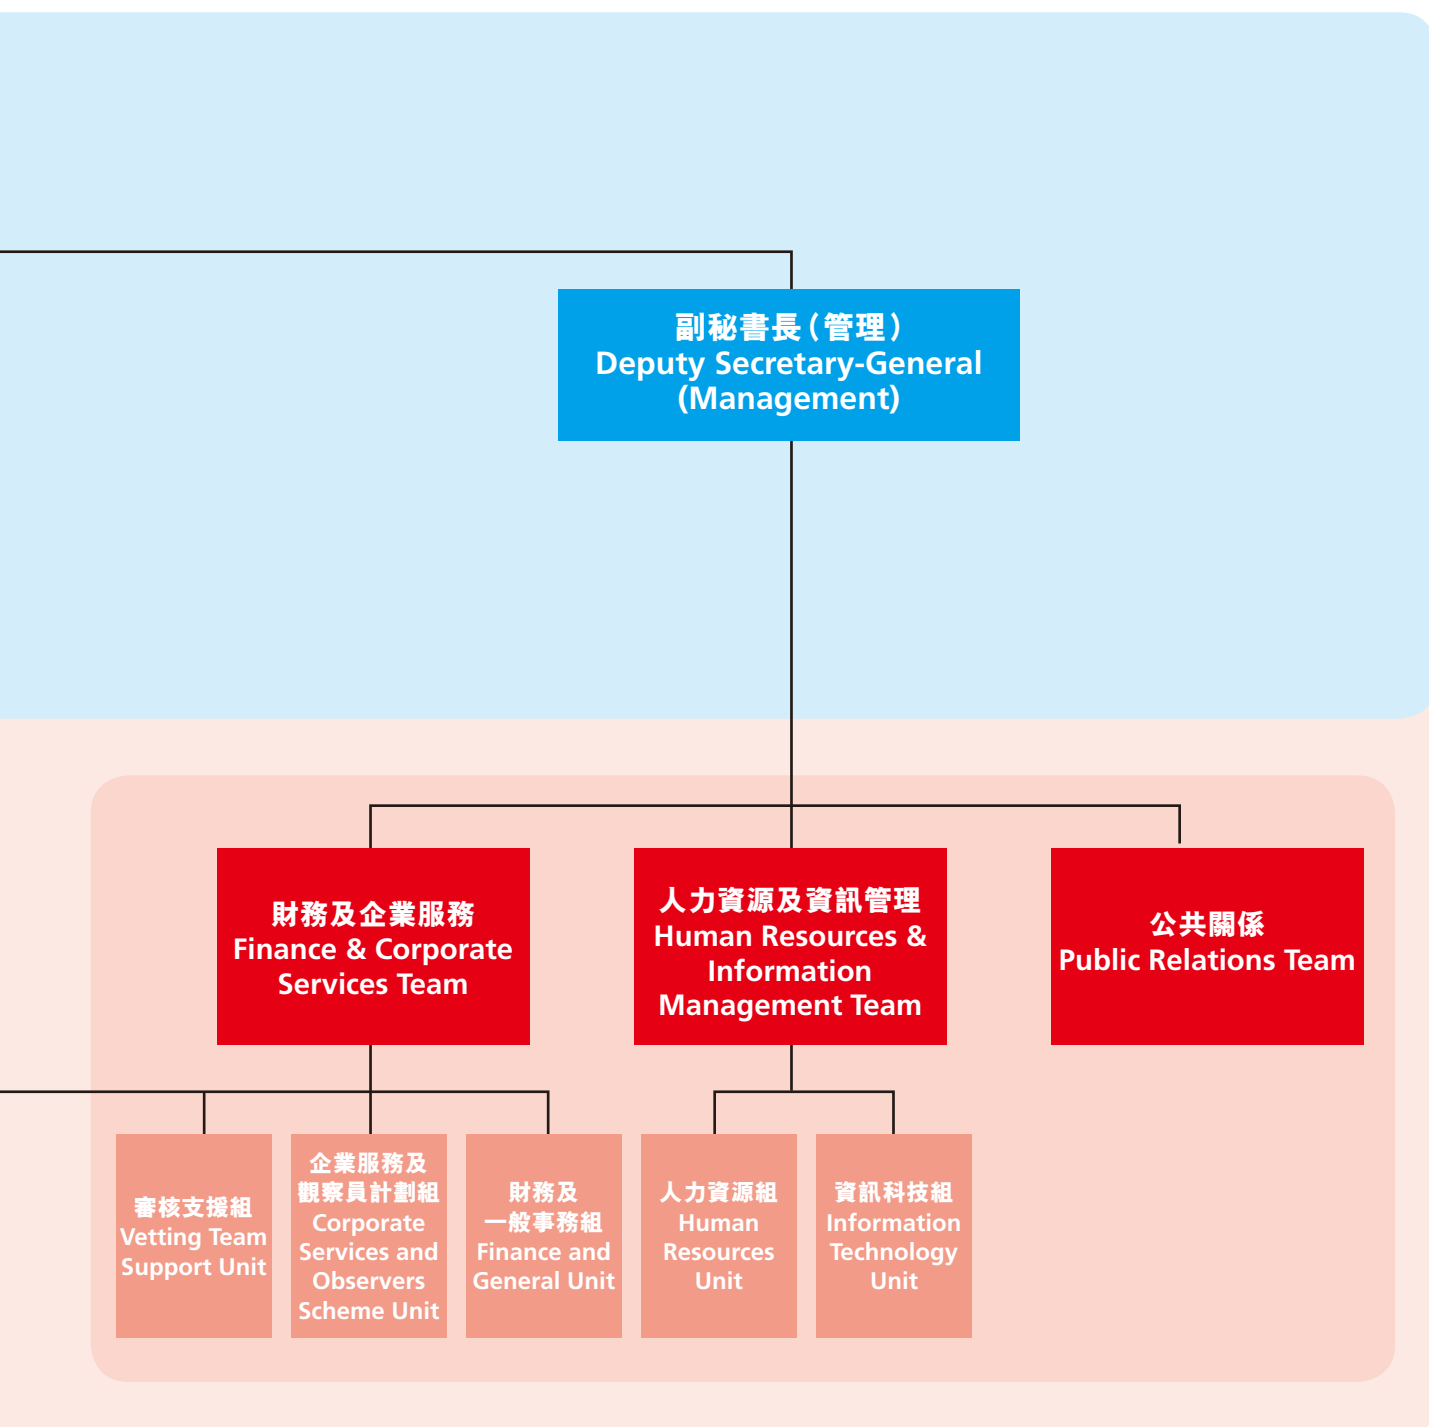 副秘書長（管理）
Deputy Secretary-General
(Management)
財務及企業服務
Finance & Corporate
Services Team
人力資源及資訊管理
Human Resources &
Information
Management Team
公共關係
Public Relations Team
審核支援組
Vetting Team
Support Unit
企業服務及
觀察員計劃組
Corporate
Services and
Observers
Scheme Unit
財務及
一般事務組
Finance and
General Unit
人力資源組
Human
Resources
Unit
資訊科技組
Information
Technology
Unit